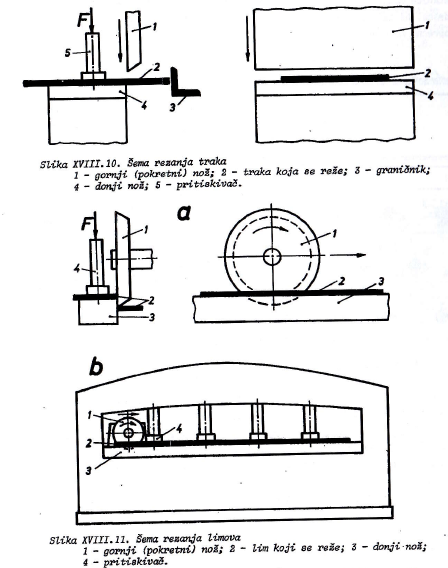 F
1
5
2
4
3
1
2
4
Slika XVIII.10. Šema rezanja traka
1 - gornji (pokretni) nož; 2 - traka koja se reže; 3 - graničnik;
4 - donji nož; 5 - pritiskivač.
a
F
1
4
2
3
1
2
3
b
1
2
3
4
Slika XVIII.11. Šema rezanja limova
1 - gornji (pokretni) nož; 2 - lim koji se reže; 3 - donji nož;
4 - pritiskivač.